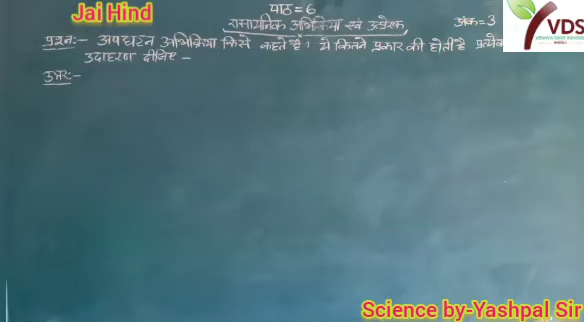 Jai Hind
पाठ = 6
रासायनिक अभिक्रिया एवं उत्प्रेरक
अंक = 3
VDS
प्रश्न:- अपघटन अभिक्रिया किसे कहते हैं। ये कितने प्रकार की होती है प्रत्येक
उदाहरण दीजिए -
उत्तर:-
Science by-Yashpal Sir